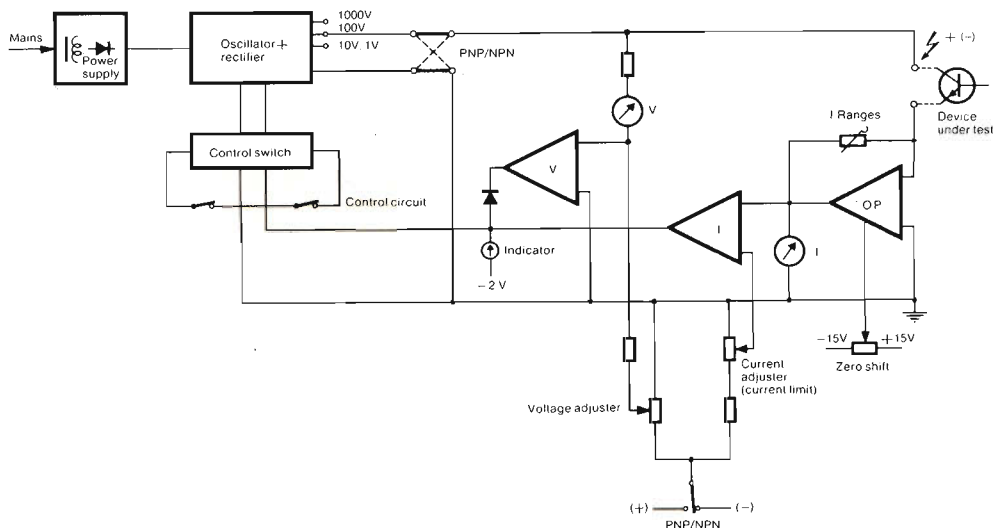 Mains
Power
supply
Oscillator +
rectifier
1000V
100V
10V, 1V
PNP/NPN
+ (−)
Device
under test
V
I Ranges
Control switch
Control circuit
V
OP
I
I
Indicator
− 2 V
−15V
+15V
Zero shift
Current
adjuster
(current limit)
Voltage adjuster
(+)
(−)
PNP/NPN